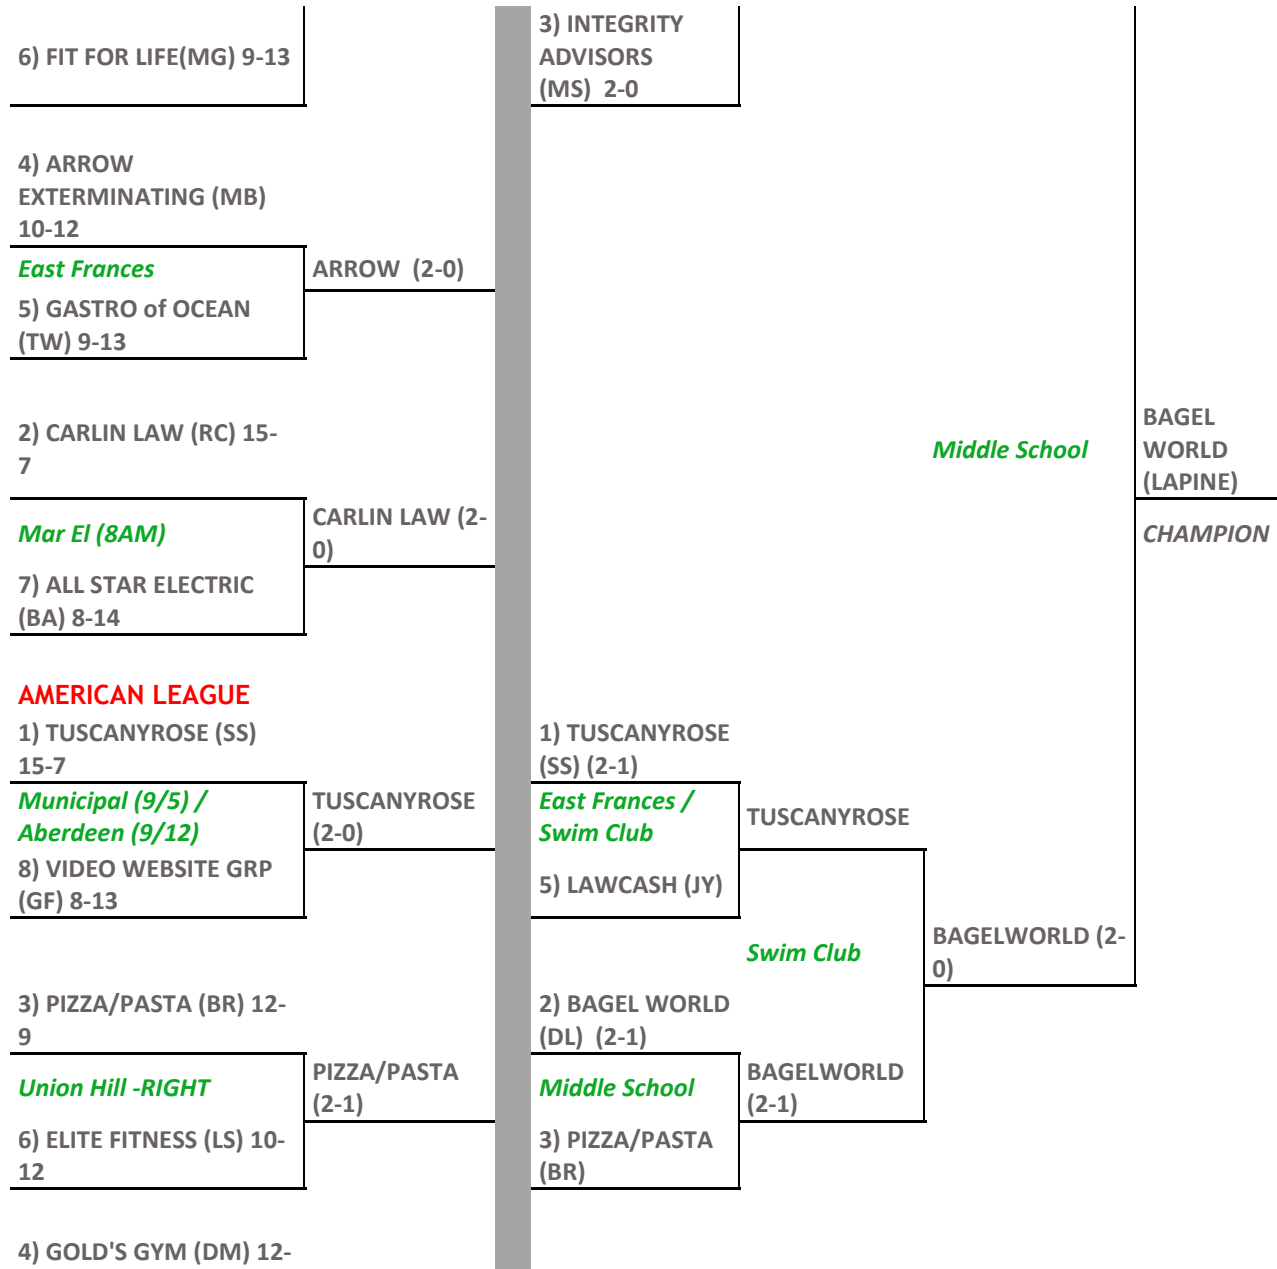 6) FIT FOR LIFE(MG) 9-13
4) ARROW
EXTERMINATING (MB)
10-12
East Frances
5) GASTRO of OCEAN
(TW) 9-13
ARROW  (2-0)
2) CARLIN LAW (RC) 15-
7
Mar El (8AM)
7) ALL STAR ELECTRIC
(BA) 8-14
CARLIN LAW (2-
0)
AMERICAN LEAGUE
1) TUSCANYROSE (SS)
15-7
Municipal (9/5) /
Aberdeen (9/12)
8) VIDEO WEBSITE GRP
(GF) 8-13
TUSCANYROSE
(2-0)
3) PIZZA/PASTA (BR) 12-
9
Union Hill -RIGHT
6) ELITE FITNESS (LS) 10-
12
PIZZA/PASTA
(2-1)
4) GOLD'S GYM (DM) 12-
3) INTEGRITY
ADVISORS
(MS)  2-0
1) TUSCANYROSE
(SS) (2-1)
East Frances /
Swim Club
5) LAWCASH (JY)
TUSCANYROSE
Swim Club
2) BAGEL WORLD
(DL)  (2-1)
Middle School
3) PIZZA/PASTA
(BR)
BAGELWORLD
(2-1)
BAGELWORLD (2-
0)
Middle School
BAGEL
WORLD
(LAPINE)
CHAMPION